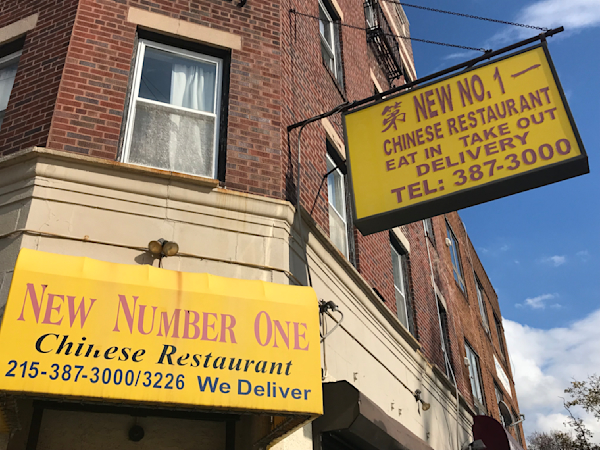 第 NEW NO. 1 一
CHINESE RESTAURANT
EAT IN TAKE OUT
DELIVERY
TEL: 387-3000
NEW NUMBER ONE
Chinese Restaurant
215-387-3000/3226 We Deliver